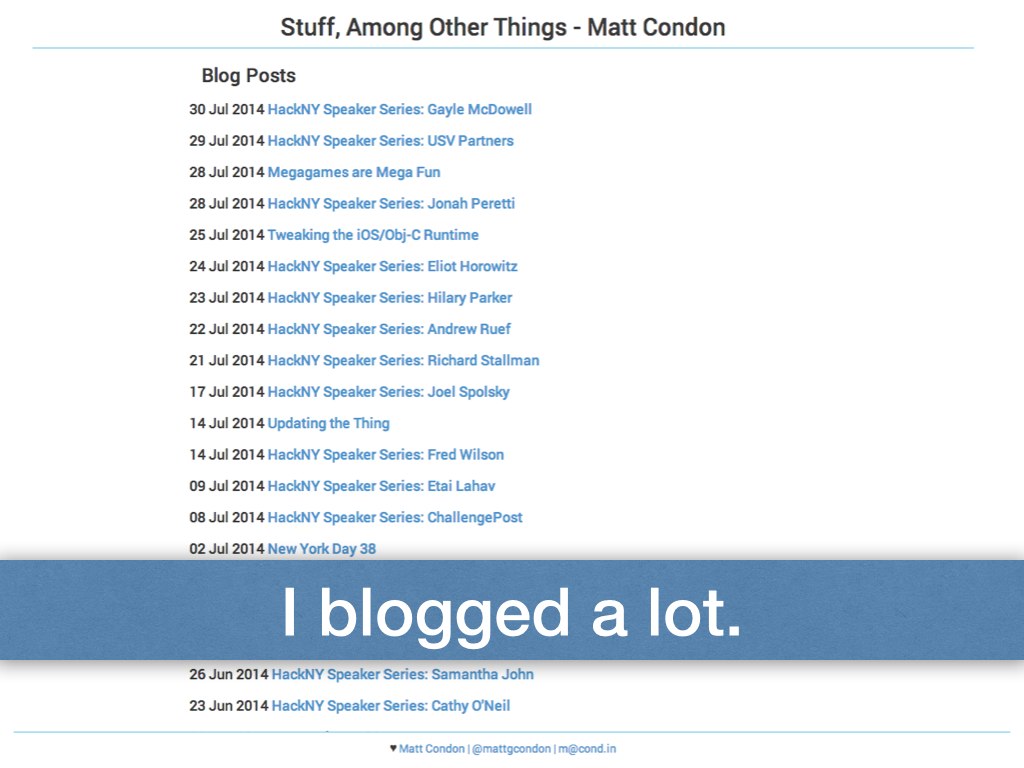 Stuff, Among Other Things - Matt Condon
Blog Posts
30 Jul 2014 HackNY Speaker Series: Gayle McDowell
29 Jul 2014 HackNY Speaker Series: USV Partners
28 Jul 2014 Megagames are Mega Fun
28 Jul 2014 HackNY Speaker Series: Jonah Peretti
25 Jul 2014 Tweaking the iOS/Obj-C Runtime
24 Jul 2014 HackNY Speaker Series: Eliot Horowitz
23 Jul 2014 HackNY Speaker Series: Hilary Parker
22 Jul 2014 HackNY Speaker Series: Andrew Ruef
21 Jul 2014 HackNY Speaker Series: Richard Stallman
17 Jul 2014 HackNY Speaker Series: Joel Spolsky
14 Jul 2014 Updating the Thing
14 Jul 2014 HackNY Speaker Series: Fred Wilson
09 Jul 2014 HackNY Speaker Series: Etai Lahav
08 Jul 2014 HackNY Speaker Series: ChallengePost
02 Jul 2014 New York Day 38
I blogged a lot.
26 Jun 2014 HackNY Speaker Series: Samantha John
23 Jun 2014 HackNY Speaker Series: Cathy O'Neil
♥ Matt Condon | @mattgcondon | m@cond.in